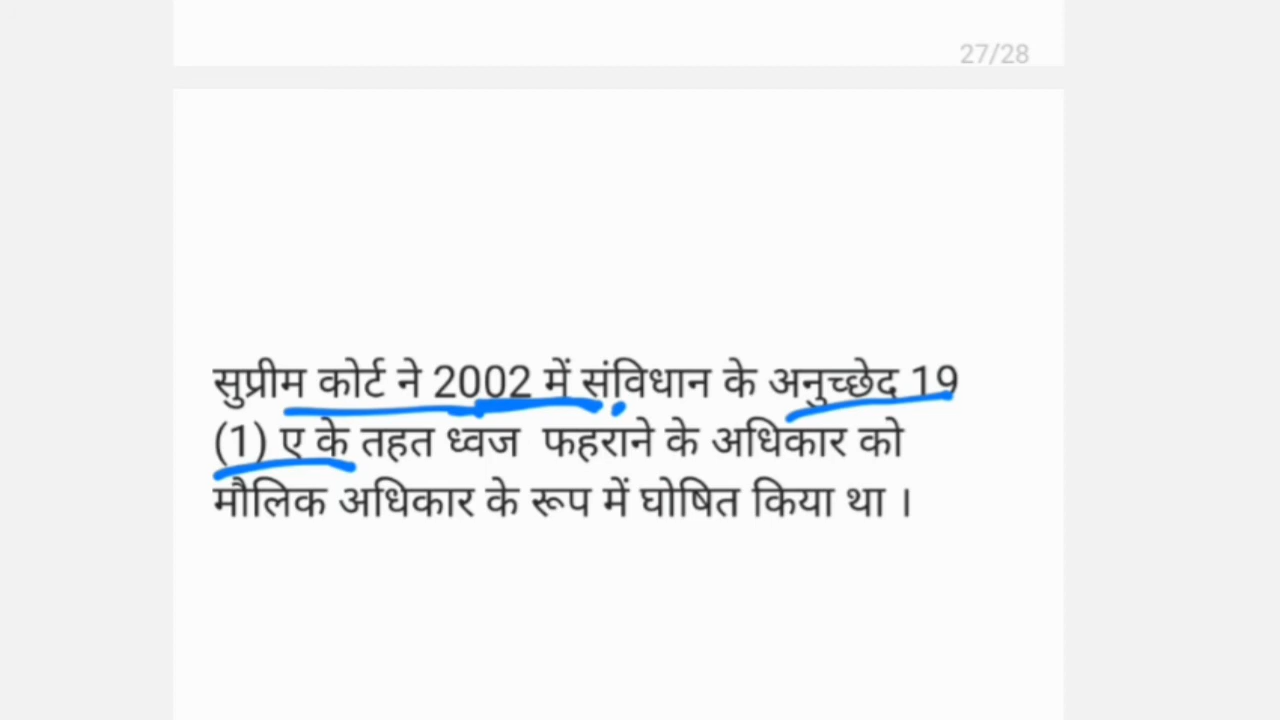 27/28
सुप्रीम कोर्ट ने 2002 में संविधान के अनुच्छेद 19
(1) ए के तहत ध्वज फहराने के अधिकार को
मौलिक अधिकार के रूप में घोषित किया था ।